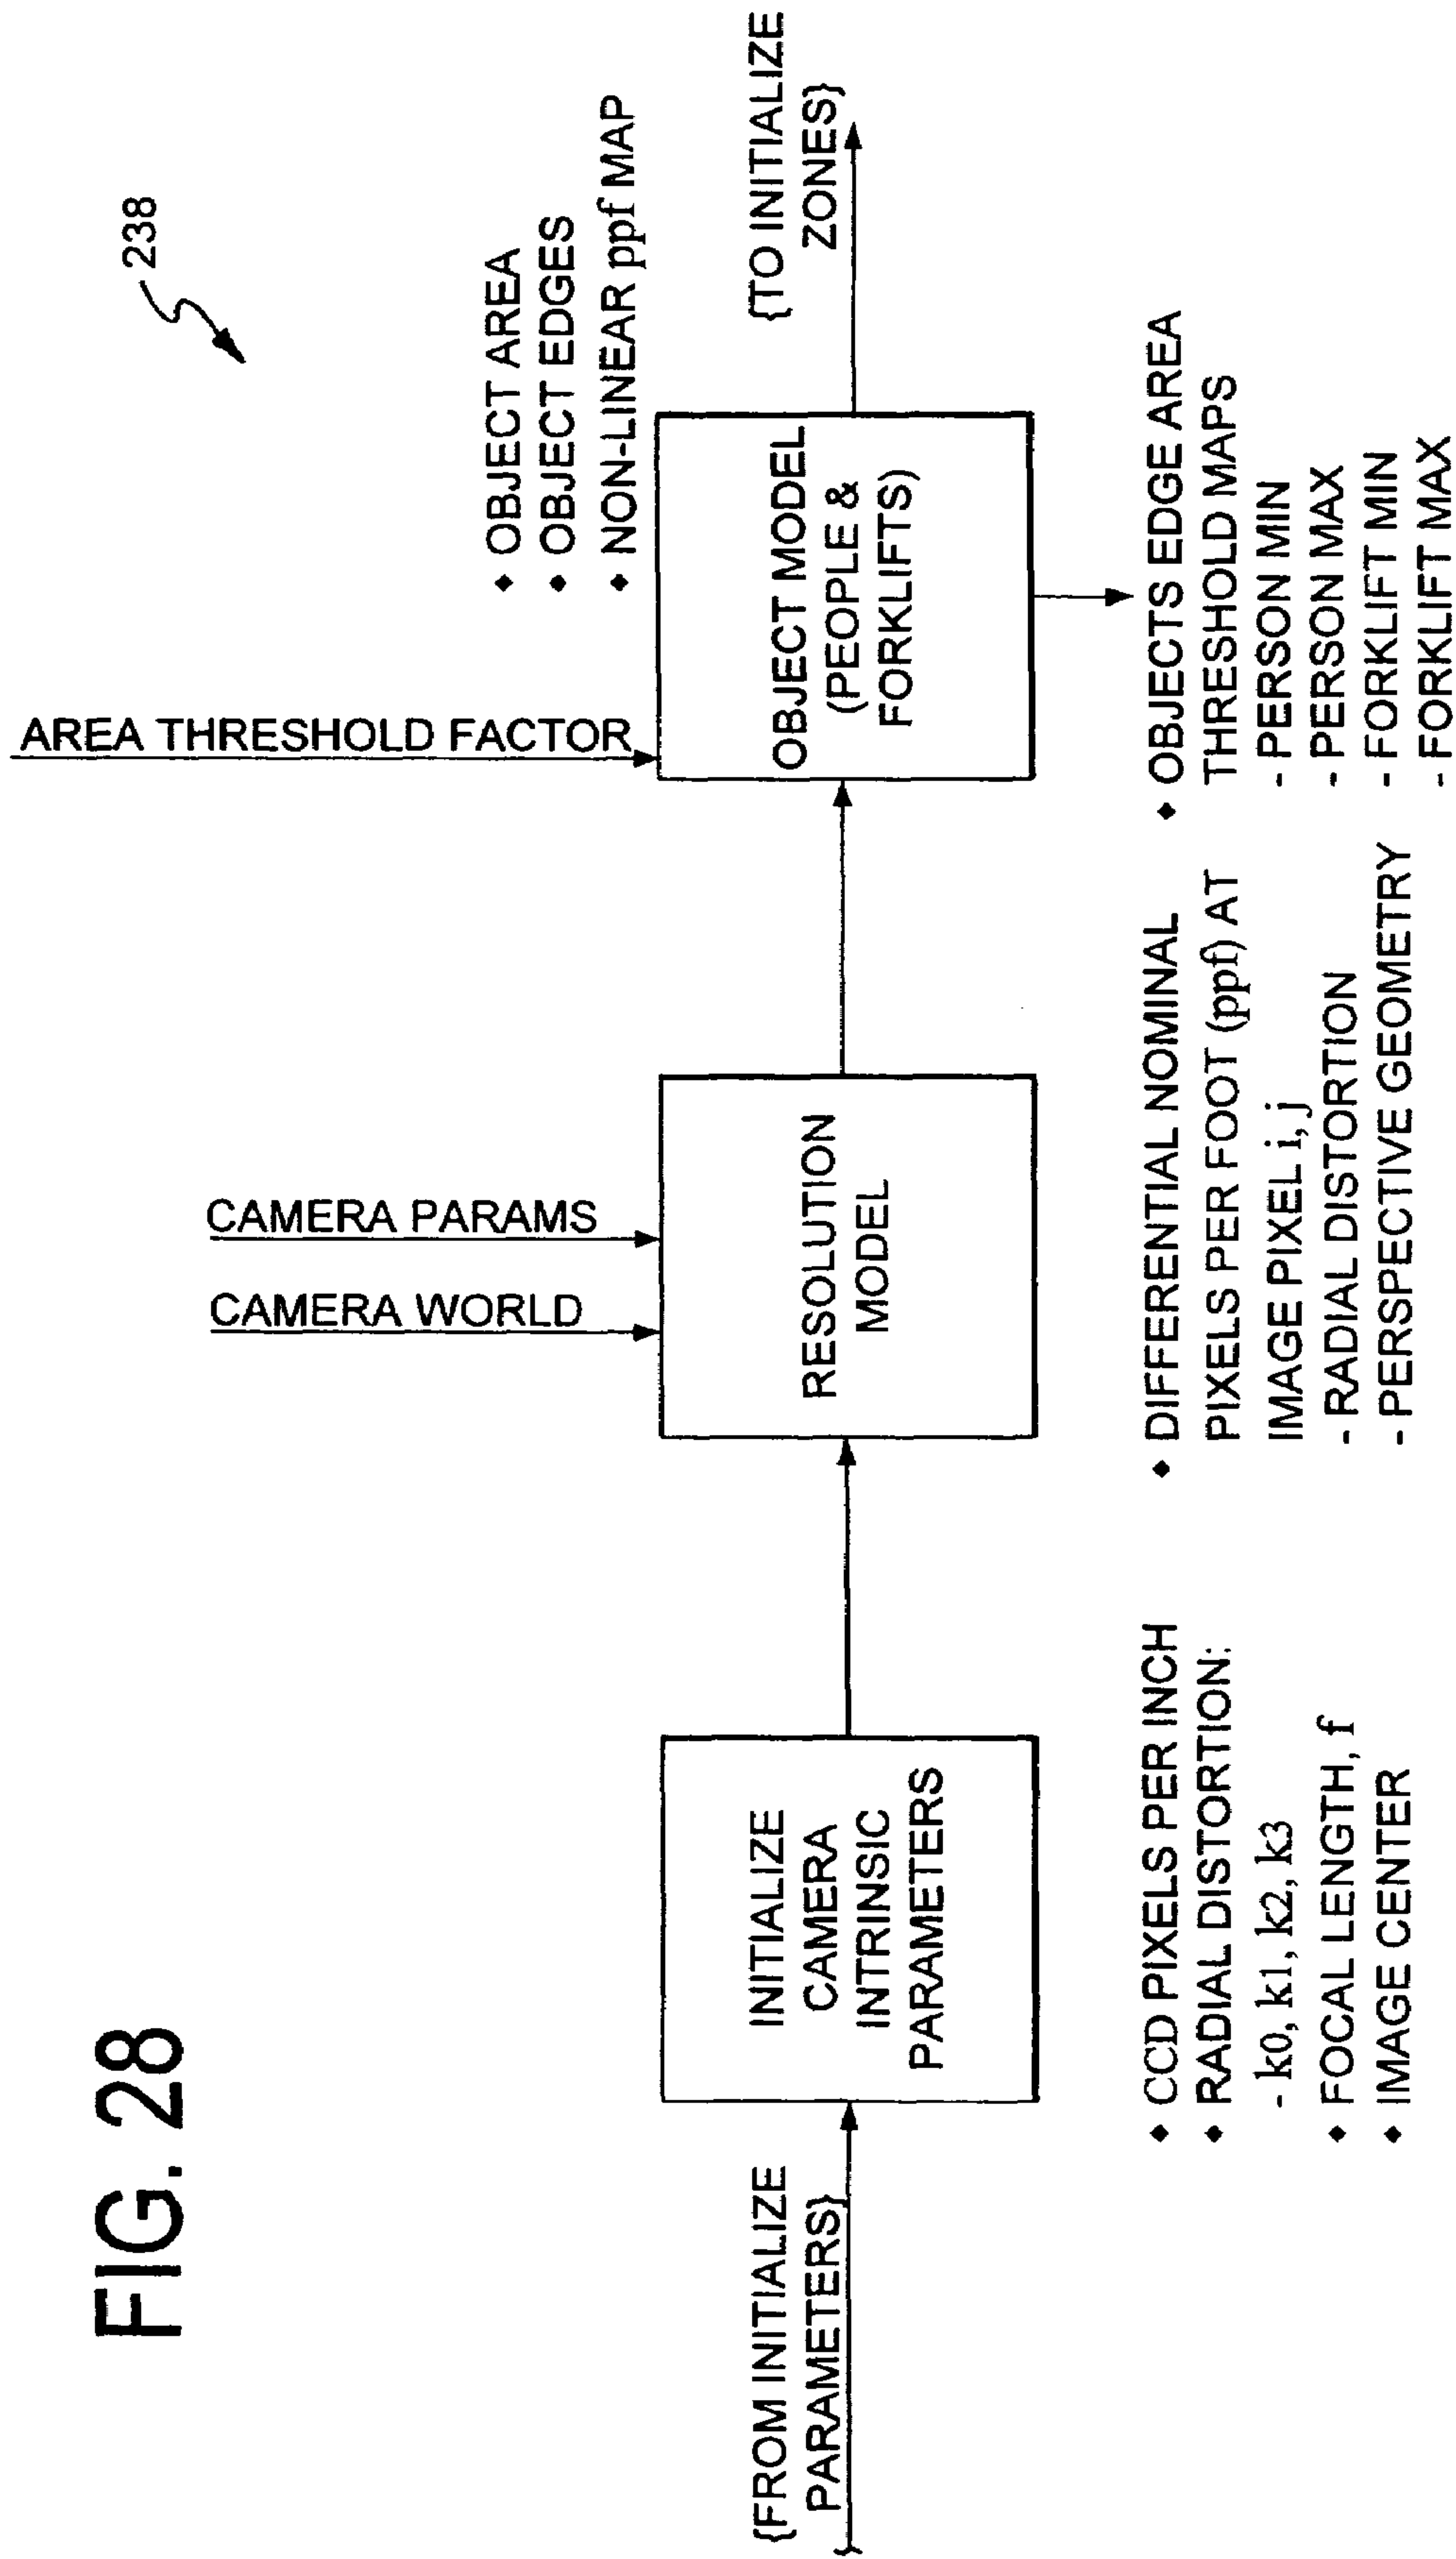 FIG. 28
238
{FROM INITIALIZE
PARAMETERS}
INITIALIZE
CAMERA
INTRINSIC
PARAMETERS
◆ CCD PIXELS PER INCH
◆ RADIAL DISTORTION:
- k0, k1, k2, k3
◆ FOCAL LENGTH, f
◆ IMAGE CENTER
CAMERA WORLD
CAMERA PARAMS
RESOLUTION
MODEL
◆ DIFFERENTIAL NOMINAL
PIXELS PER FOOT (ppf) AT
IMAGE PIXEL i, j
- RADIAL DISTORTION
- PERSPECTIVE GEOMETRY
AREA THRESHOLD FACTOR
◆ OBJECT AREA
◆ OBJECT EDGES
◆ NON-LINEAR ppf MAP
OBJECT MODEL
(PEOPLE &
FORKLIFTS)
◆ OBJECTS EDGE AREA
THRESHOLD MAPS
- PERSON MIN
- PERSON MAX
- FORKLIFT MIN
- FORKLIFT MAX
{TO INITIALIZE
ZONES}